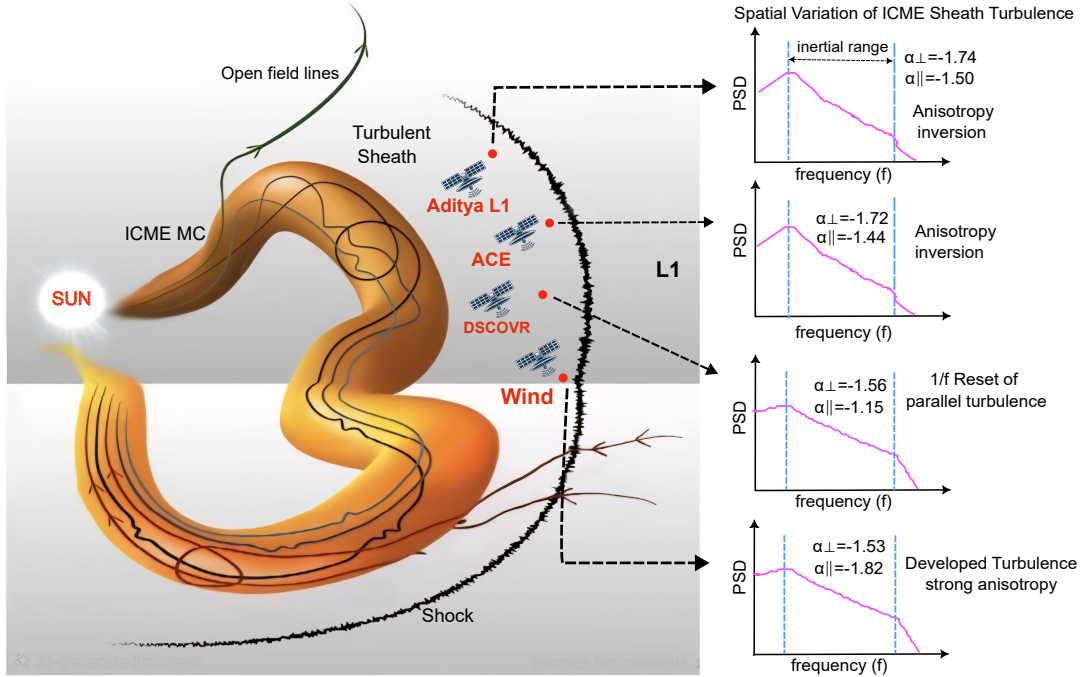 Spatial Variation of ICME Sheath Turbulence
Open field lines
Turbulent
Sheath
Aditya L1
ICME MC
ACE
L1
SUN
DSCOVR
Wind
Shock
AI-generated content
PSD
inertial range
α⊥=-1.74
α∥=-1.50
Anisotropy
inversion
frequency (f)
PSD
α⊥=-1.72
α∥=-1.44
Anisotropy
inversion
frequency (f)
PSD
α⊥=-1.56
α∥=-1.15
1/f Reset of
parallel turbulence
frequency (f)
PSD
α⊥=-1.53
α∥=-1.82
Developed Turbulence
strong anisotropy
frequency (f)